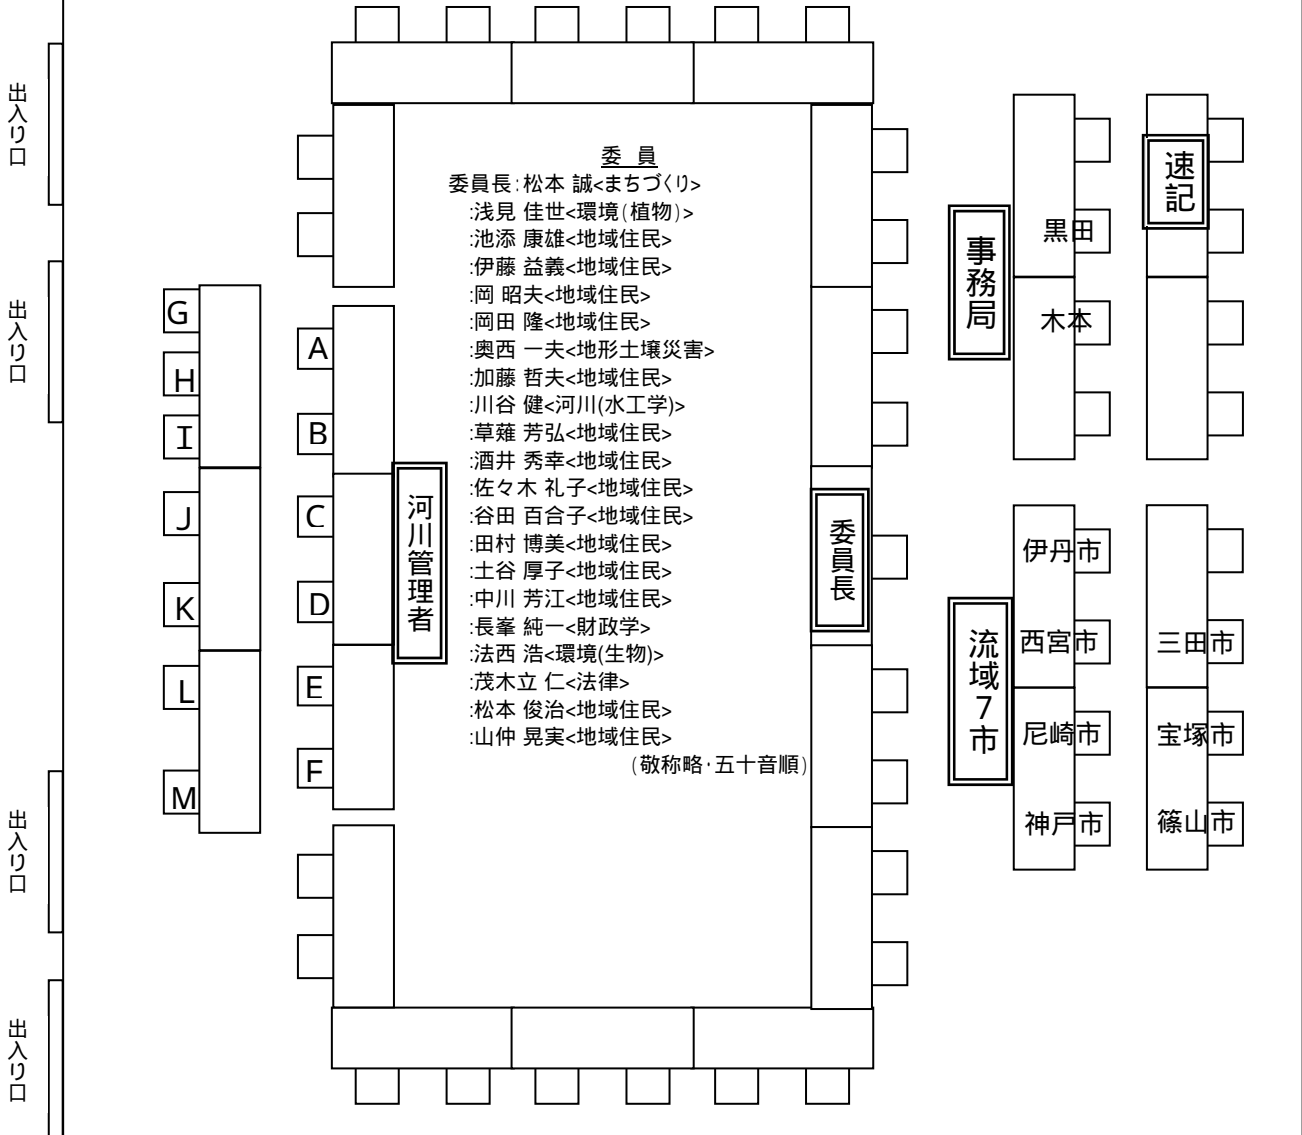 出入り口
出入り口
出入り口
出入り口
G
H
I
J
K
L
M
A
B
C
D
E
F
河川管理者
委 員
委員長:松本 誠<まちづくり>
:浅見 佳世<環境(植物)>
:池添 康雄<地域住民>
:伊藤 益義<地域住民>
:岡 昭夫<地域住民>
:岡田 隆<地域住民>
:奥西 一夫<地形土壌災害>
:加藤 哲夫<地域住民>
:川谷 健<河川(水工学)>
:草薙 芳弘<地域住民>
:酒井 秀幸<地域住民>
:佐々木 礼子<地域住民>
:谷田 百合子<地域住民>
:田村 博美<地域住民>
:土谷 厚子<地域住民>
:中川 芳江<地域住民>
:長峯 純一<財政学>
:法西 浩<環境(生物)>
:茂木立 仁<法律>
:松本 俊治<地域住民>
:山仲 晃実<地域住民>
(敬称略・五十音順)
委員長
事務局
黒田
木本
速記
流域7市
伊丹市
西宮市
尼崎市
神戸市
三田市
宝塚市
篠山市